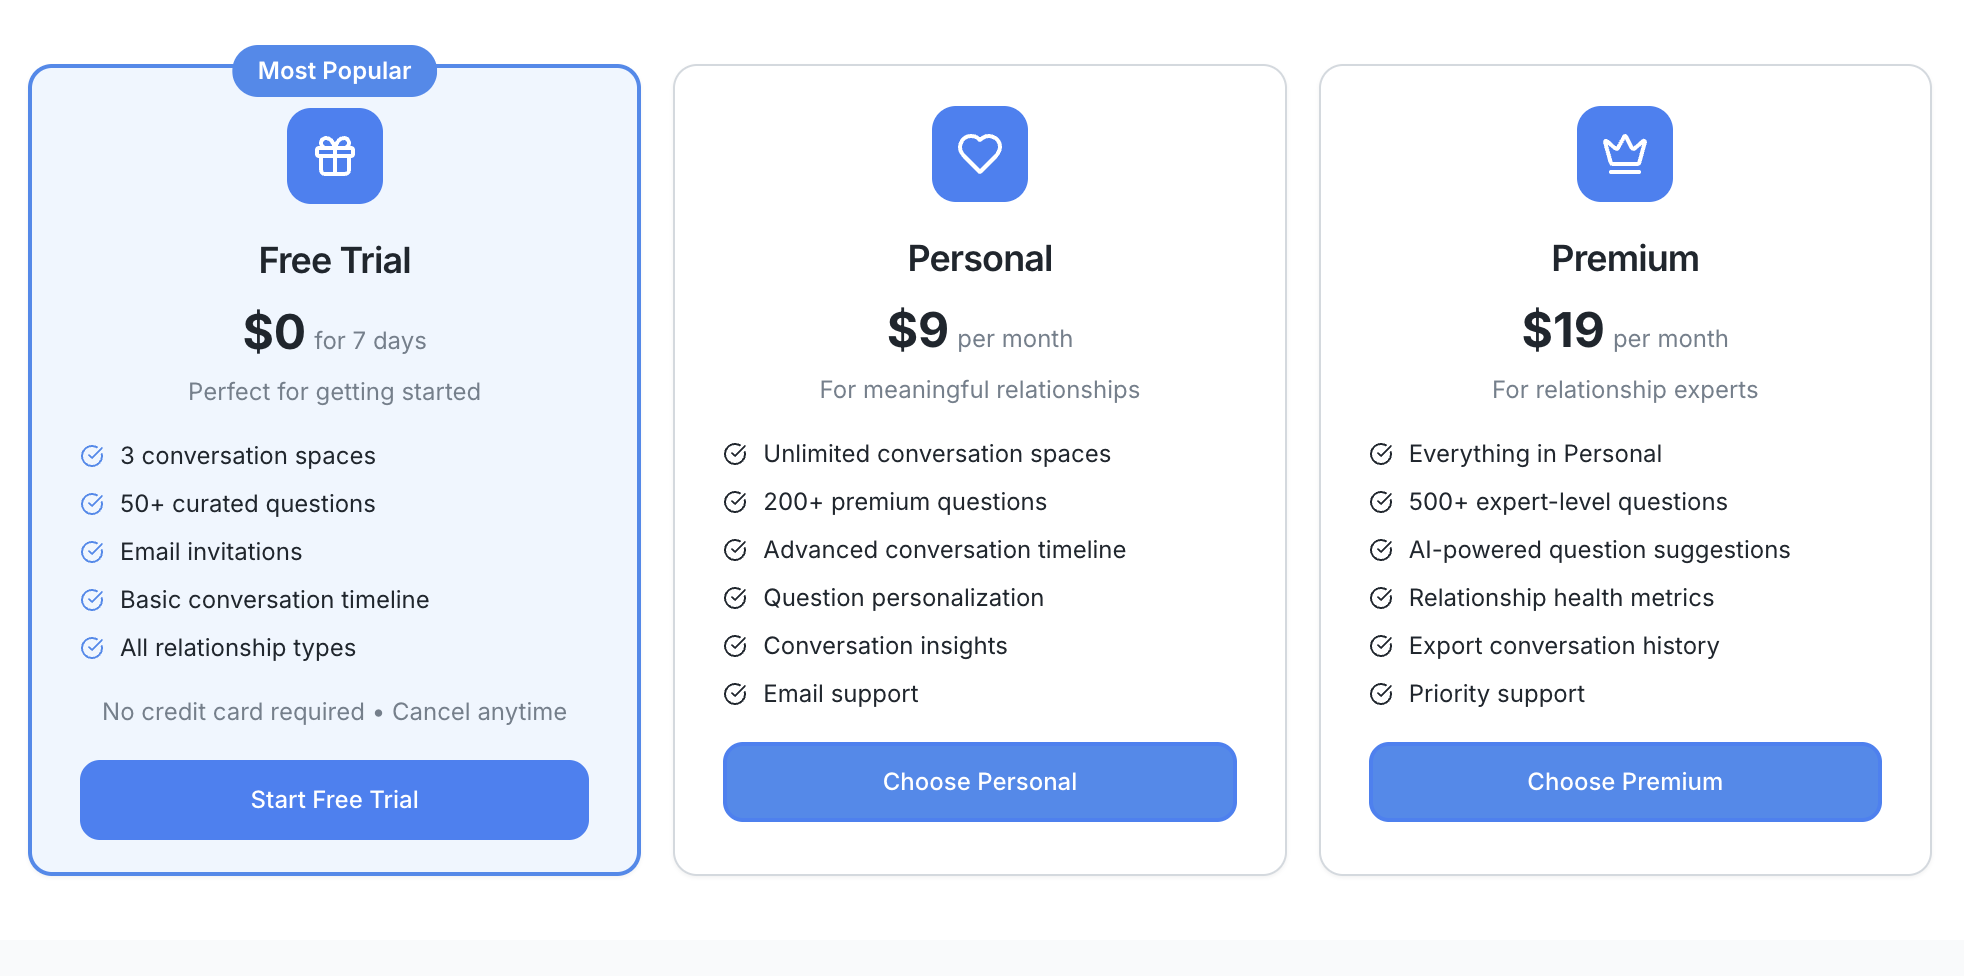 Most Popular
Free Trial
$0 for 7 days
Perfect for getting started
3 conversation spaces
50+ curated questions
Email invitations
Basic conversation timeline
All relationship types
No credit card required • Cancel anytime
Start Free Trial
Personal
$9 per month
For meaningful relationships
Unlimited conversation spaces
200+ premium questions
Advanced conversation timeline
Question personalization
Conversation insights
Email support
Choose Personal
Premium
$19 per month
For relationship experts
Everything in Personal
500+ expert-level questions
AI-powered question suggestions
Relationship health metrics
Export conversation history
Priority support
Choose Premium